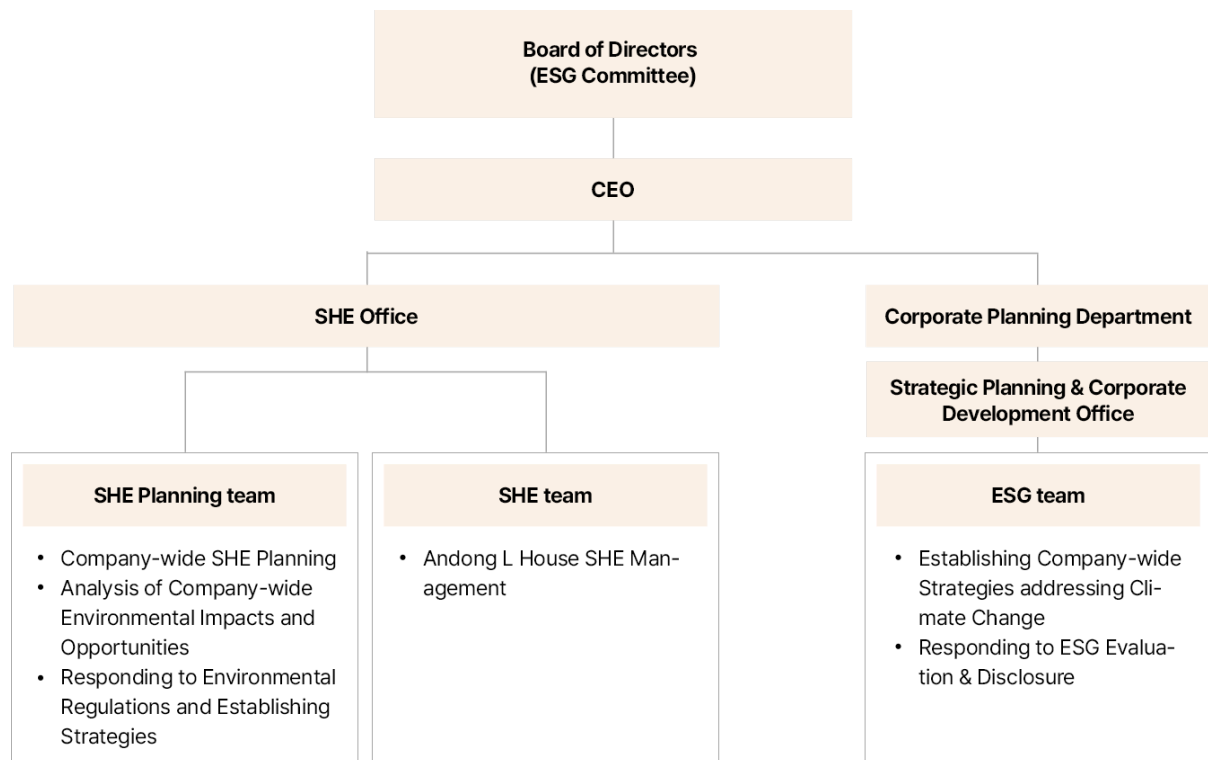 Board of Directors
(ESG Committee)
CEO
SHE Office
Corporate Planning Department
Strategic Planning & Corporate
Development Office
SHE Planning team
• Company-wide SHE Planning
• Analysis of Company-wide
Environmental Impacts and
Opportunities
• Responding to Environmental
Regulations and Establishing
Strategies
SHE team
• Andong L House SHE Man-
agement
ESG team
• Establishing Company-wide
Strategies addressing Cli-
mate Change
• Responding to ESG Evalua-
tion & Disclosure